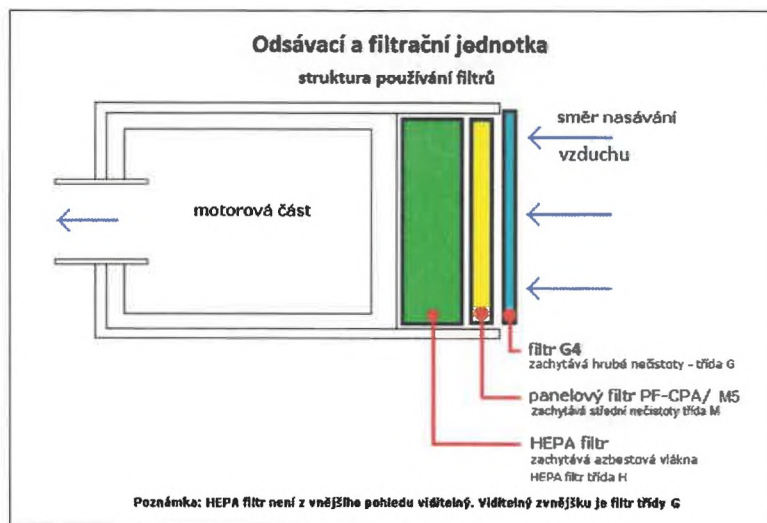 Odsávací a filtrační jednotka
struktura používání filtrů
směr nasávání
vzduchu
motorová část
filtr G4
zachytává hrubé nečistoty - třída G
panelový filtr PF-CPA/ M5
zachytává střední nečistoty třída M
HEPA filtr
zachytává azbestová vlákna
HEPA filtr třída H
Poznámka: HEPA filtr není z vnějšího pohledu viditelný. Viditelný zvnějšku je filtr třídy G